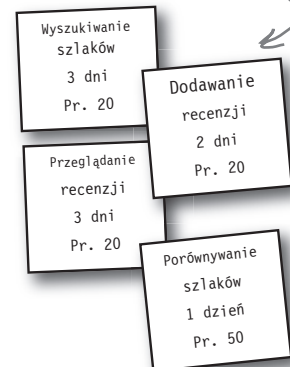 Wyszukiwanie
szlaków
3 dni
Pr. 20
Dodawanie
recenzji
2 dni
Pr. 20
Przeglądanie
recenzji
3 dni
Pr. 20
Porównywanie
szlaków
1 dzień
Pr. 50